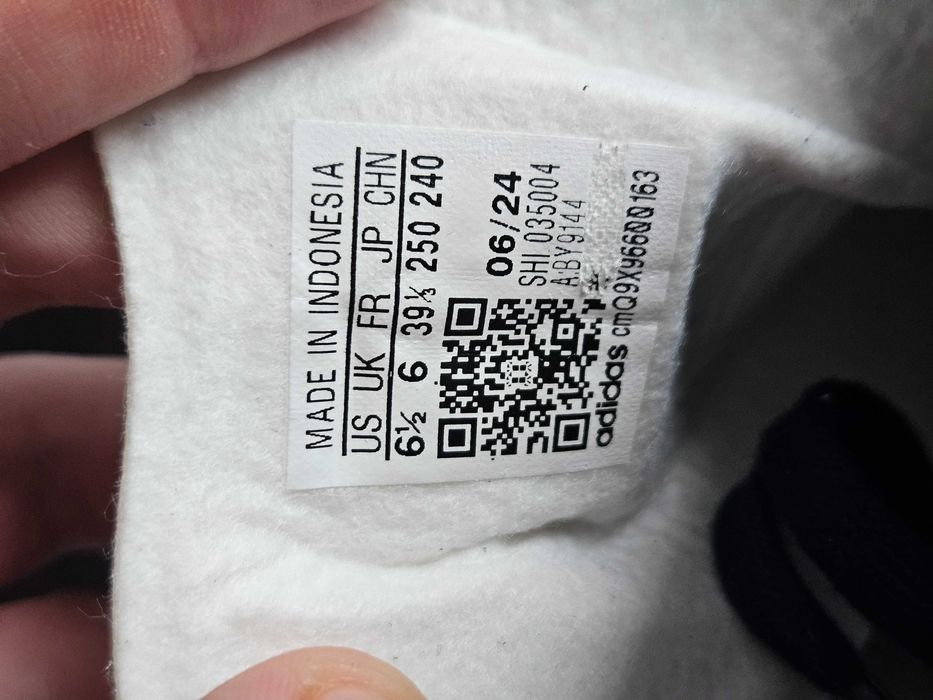 MADE IN INDONESIA
US UK FR JP CHN
6½ 6 39⅓ 250 240
06/24
SHI 035004
ABY9144
adidas cmQ9X966QQ163